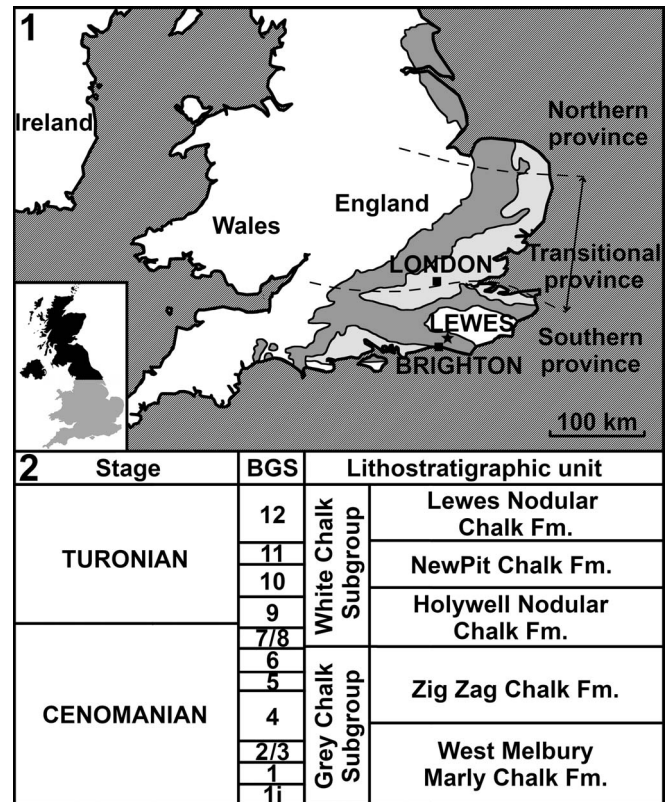 1
Ireland
Northern
province
England
Wales
Transitional
province
LONDON
LEWES
Southern
province
BRIGHTON
100 km
2
Stage
BGS
Lithostratigraphic unit
TURONIAN
12
11
10
9
White Chalk
Subgroup
Lewes Nodular
Chalk Fm.
NewPit Chalk Fm.
Holywell Nodular
Chalk Fm.
CENOMANIAN
7/8
6
5
4
2/3
1
1i
Grey Chalk
Subgroup
Zig Zag Chalk Fm.
West Melbury
Marly Chalk Fm.